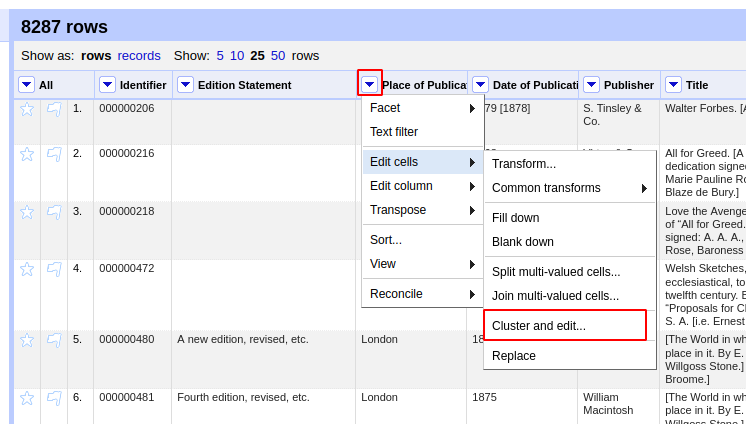 8287 rows
Show as: rows records Show: 5 10 25 50 rows
All Identifier Edition Statement Place of Publica Date of Publicati Publisher Title
1. 000000206 79 [1878] S. Tinsley & Co. Walter Forbes. [A
2. 000000216 All for Greed. [A
dedication signed
Marie Pauline Ro
Blaze de Bury.]
3. 000000218 Love the Avenge
of “All for Greed.
signed: A. A. A.,
Rose, Baroness
4. 000000472 Welsh Sketches,
ecclesiastical, to
twelfth century. B
“Proposals for Ch
S. A. [i.e. Ernest
5. 000000480 A new edition, revised, etc. London [The World in wh
place in it. By E.
Willgoss Stone.]
Broome.]
6. 000000481 Fourth edition, revised, etc. London 1875 William Macintosh [The World in wh
place in it. By E.
Willgoss Stone.]
Facet
Text filter
Edit cells
Edit column
Transpose
Sort...
View
Reconcile
Transform...
Common transforms
Fill down
Blank down
Split multi-valued cells...
Join multi-valued cells...
Cluster and edit...
Replace